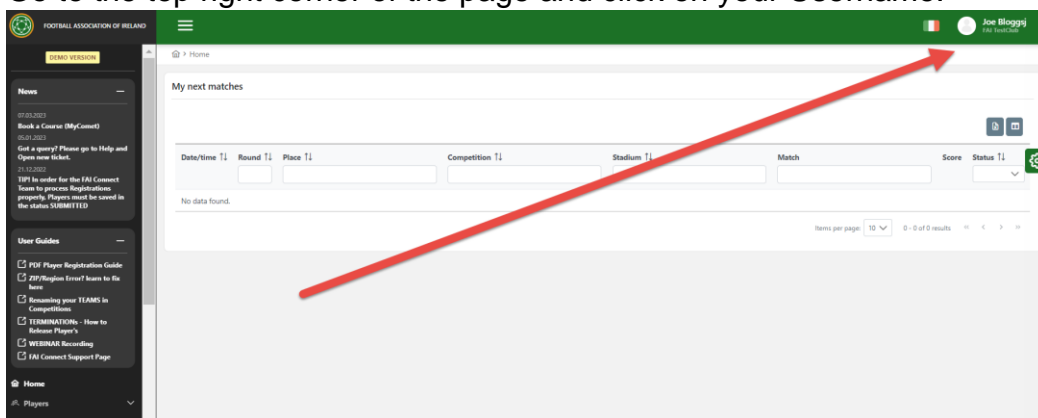 Go to the top right corner of the page and click on your Username.
FOOTBALL ASSOCIATION OF IRELAND
Joe Bloggsj
FAI TestClub
DEMO VERSION
Home
News
07.03.2023
Book a Course (MyComet)
05.01.2023
Got a query? Please go to Help and
Open new ticket.
21.12.2022
TIP! In order for the FAI Connect
Team to process Registrations
properly, Players must be saved in
the status SUBMITTED
User Guides
PDF Player Registration Guide
ZIP/Region Error? learn to fix
here
Renaming your TEAMS in
Competitions
TERMINATIONs - How to
Release Player's
WEBINAR Recording
FAI Connect Support Page
Home
Players
My next matches
Date/time Round Place Competition Stadium Match Score Status
No data found.
Items per page: 10 0 - 0 of 0 results